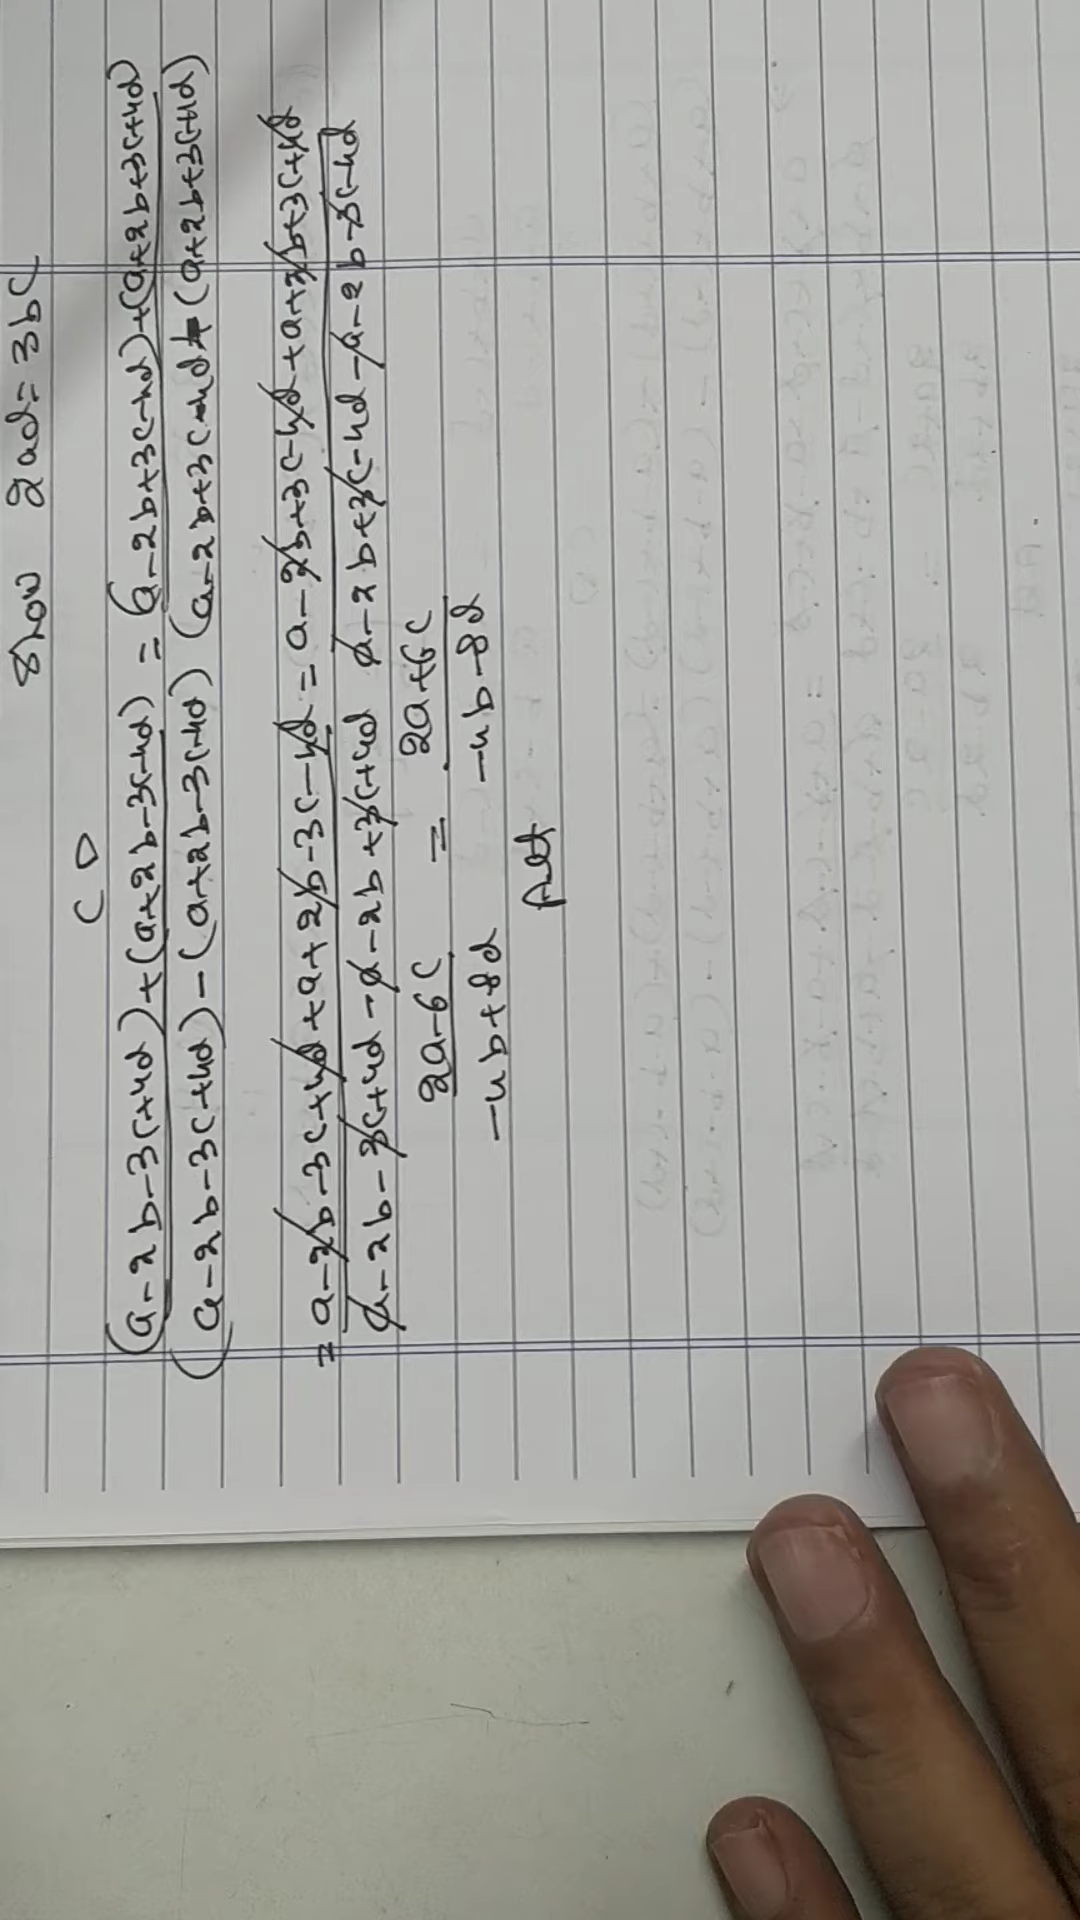 show 2ad = 3bc
C D
(a-2b-3c+4d)+(a+2b-3c-4d) = (a-2b+3c-4d)+(a+2b+3c+4d)
(a-2b-3c+4d)-(a+2b-3c-4d) (a-2b+3c-4d)-(a+2b+3c+4d)
= a-2b-3c+4d+a+2b-3c-4d = a-2b+3c-4d+a+2b+3c+4d
a-2b-3c+4d-a-2b+3c+4d a-2b+3c-4d-a-2b-3c-4d
2a-6c = 2a+6c
-4b+8d -4b-8d